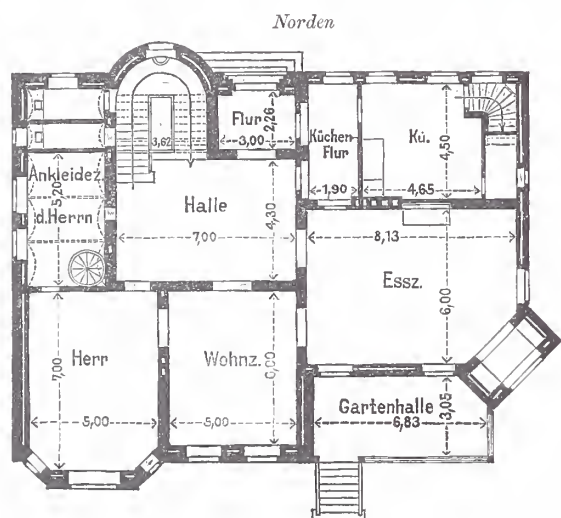 Norden
Flur
2,26
3,00
3,62
Küchen-
Flur
1,90
Kü.
4,50
4,65
Ankleidez.
5,20
d.Herrn
Halle
7,00
4,30
8,13
Essz.
6,00
Herr
7,00
5,00
Wohnz.
5,00
Gartenhalle
6,83
3,05